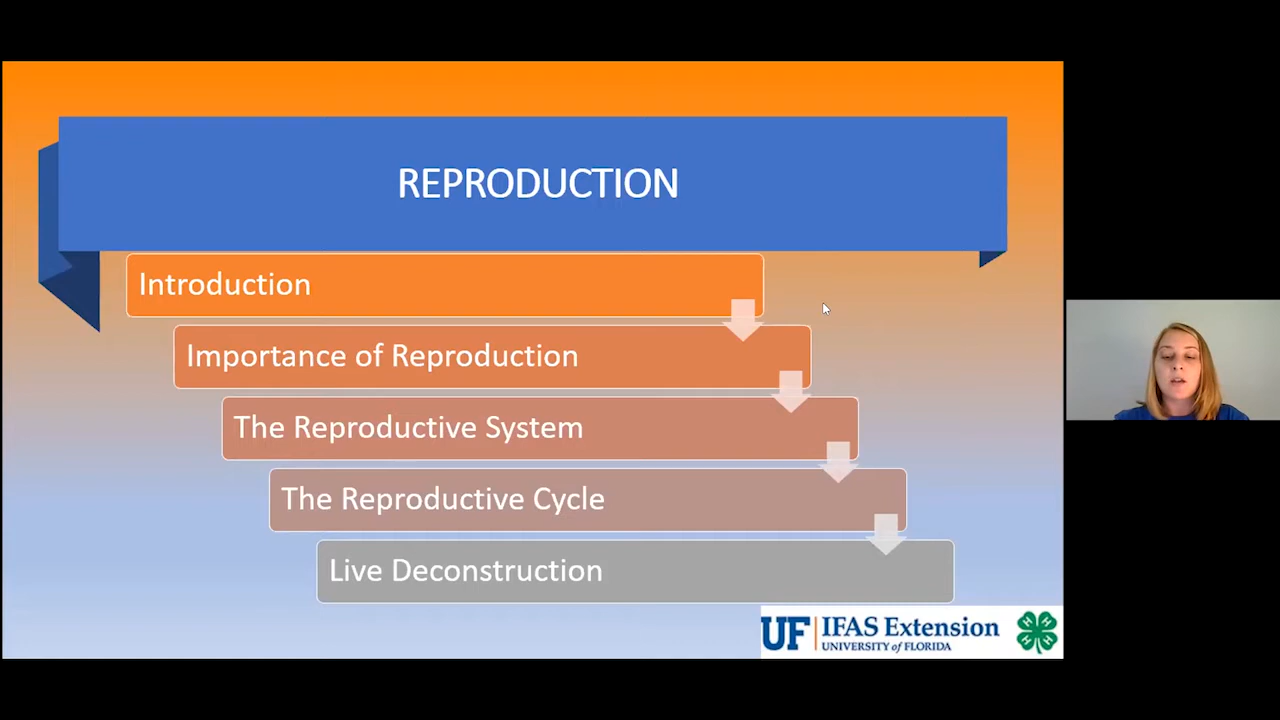 REPRODUCTION
Introduction
Importance of Reproduction
The Reproductive System
The Reproductive Cycle
Live Deconstruction
UF IFAS Extension
UNIVERSITY of FLORIDA
H H H H